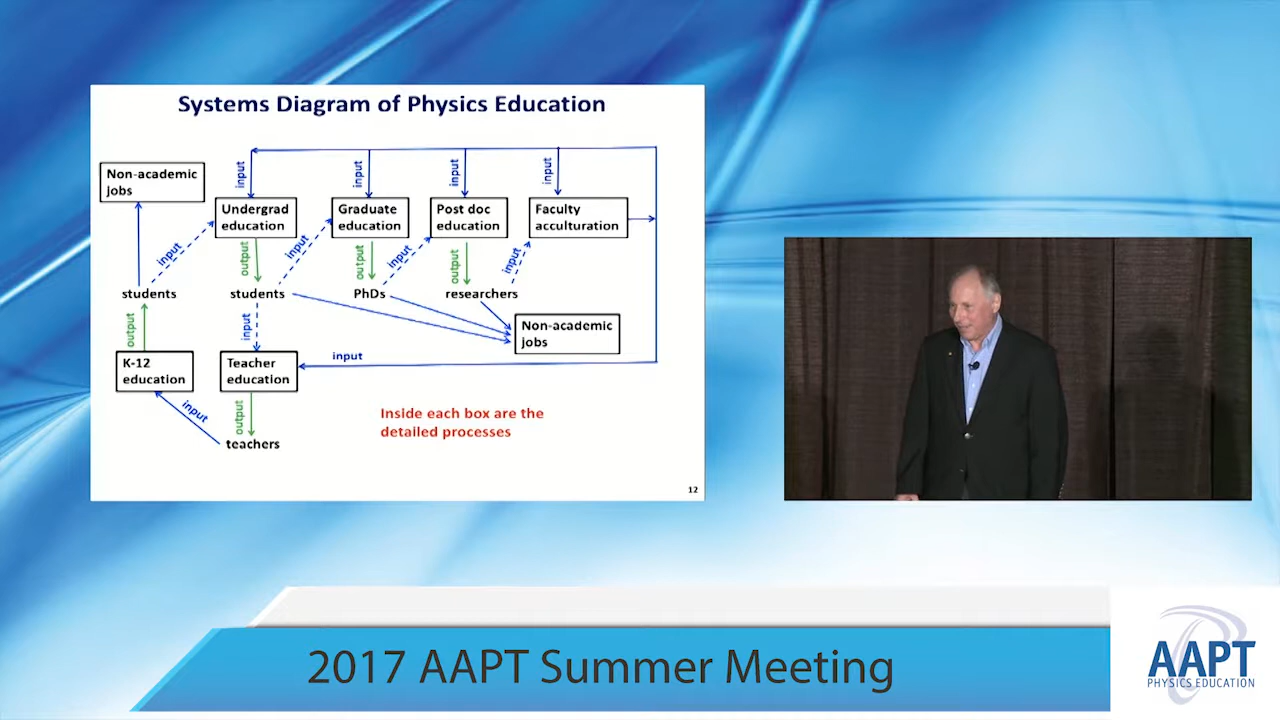 Systems Diagram of Physics Education
Non-academic
jobs
input
input
input
input
Undergrad
education
Graduate
education
Post doc
education
Faculty
acculturation
input
output
input
output
input
output
input
students
students
PhDs
researchers
output
input
Non-academic
jobs
K-12
education
Teacher
education
input
input
output
teachers
Inside each box are the
detailed processes
12
2017 AAPT Summer Meeting
AAPT
PHYSICS EDUCATION